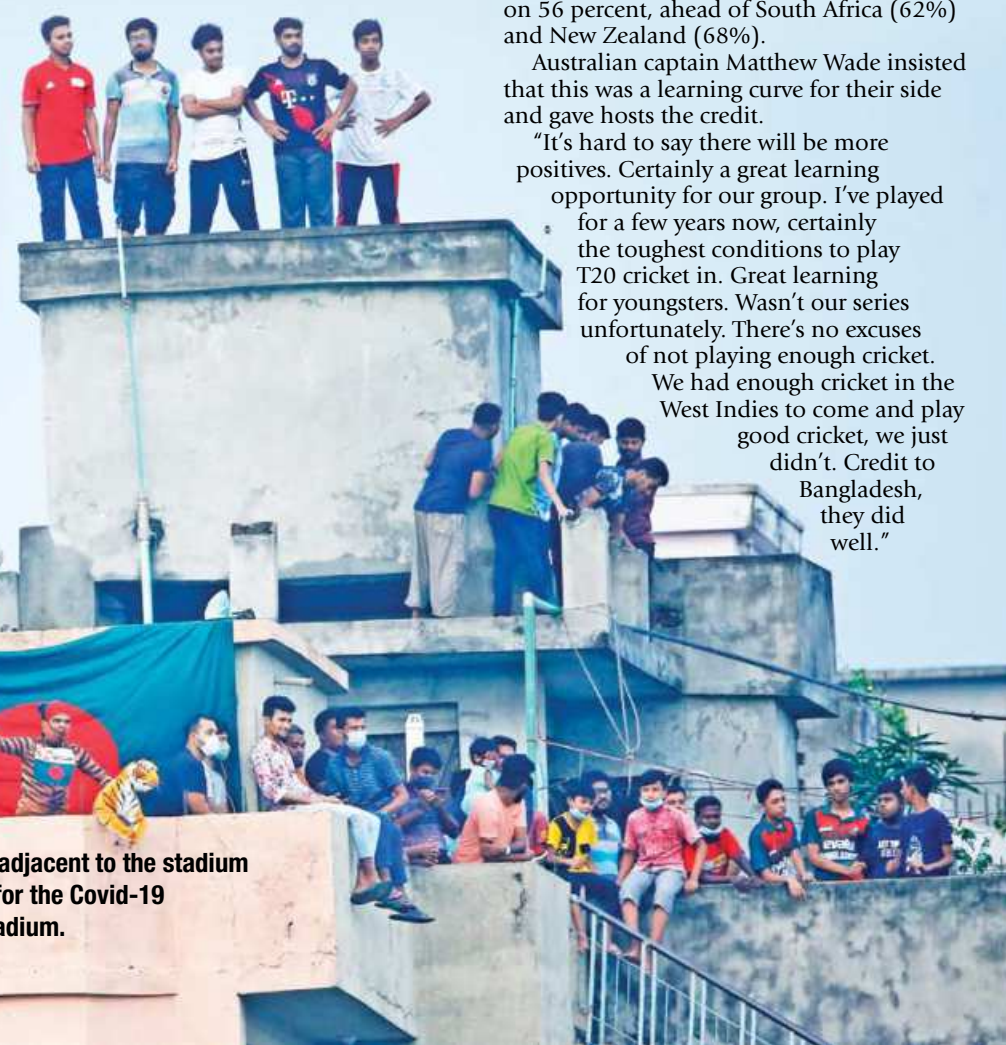 on 56 percent, ahead of South Africa (62%)
and New Zealand (68%).
Australian captain Matthew Wade insisted
that this was a learning curve for their side
and gave hosts the credit.
“It’s hard to say there will be more
positives. Certainly a great learning
opportunity for our group. I’ve played
for a few years now, certainly
the toughest conditions to play
T20 cricket in. Great learning
for youngsters. Wasn’t our series
unfortunately. There’s no excuses
of not playing enough cricket.
We had enough cricket in the
West Indies to come and play
good cricket, we just
didn’t. Credit to
Bangladesh,
they did
well.”
adjacent to the stadium
for the Covid-19
adium.